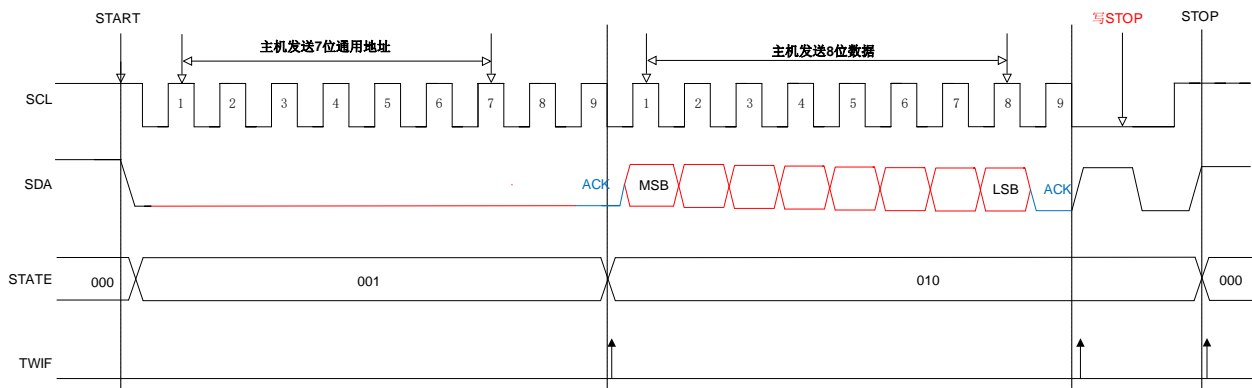 START
写STOP
STOP
主机发送7位通用地址
主机发送8位数据
SCL
1 2 3 4 5 6 7 8 9 1 2 3 4 5 6 7 8 9
SDA
ACK MSB LSB ACK
STATE
000 001 010 000
TWIF